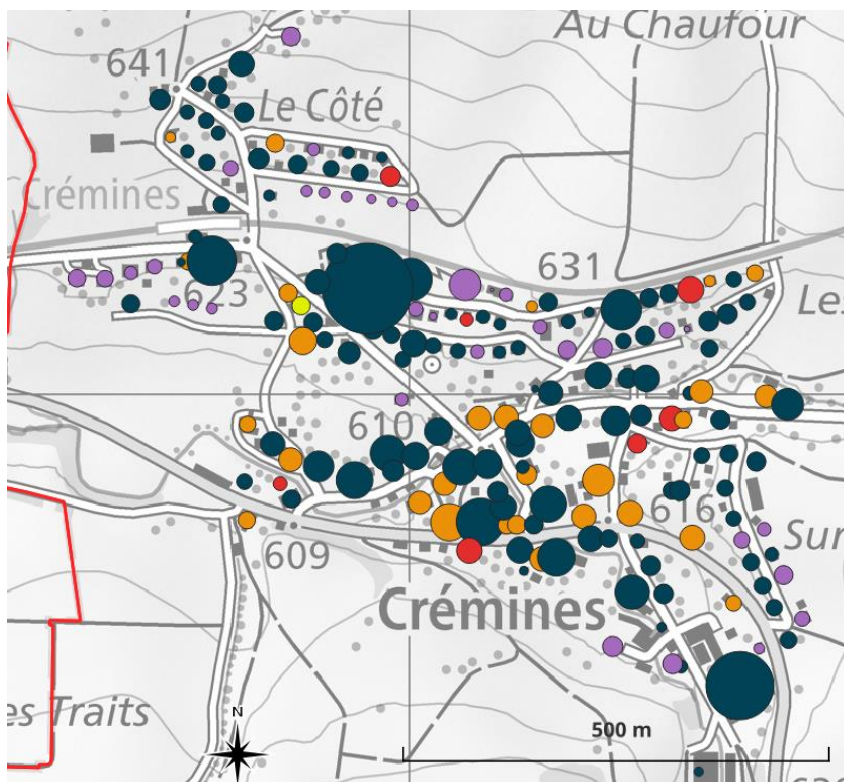 Au Chaufour
641
Le Côté
Crémines
631
623
Les
610
616
609
Sur
Crémines
es Traits
N
500 m